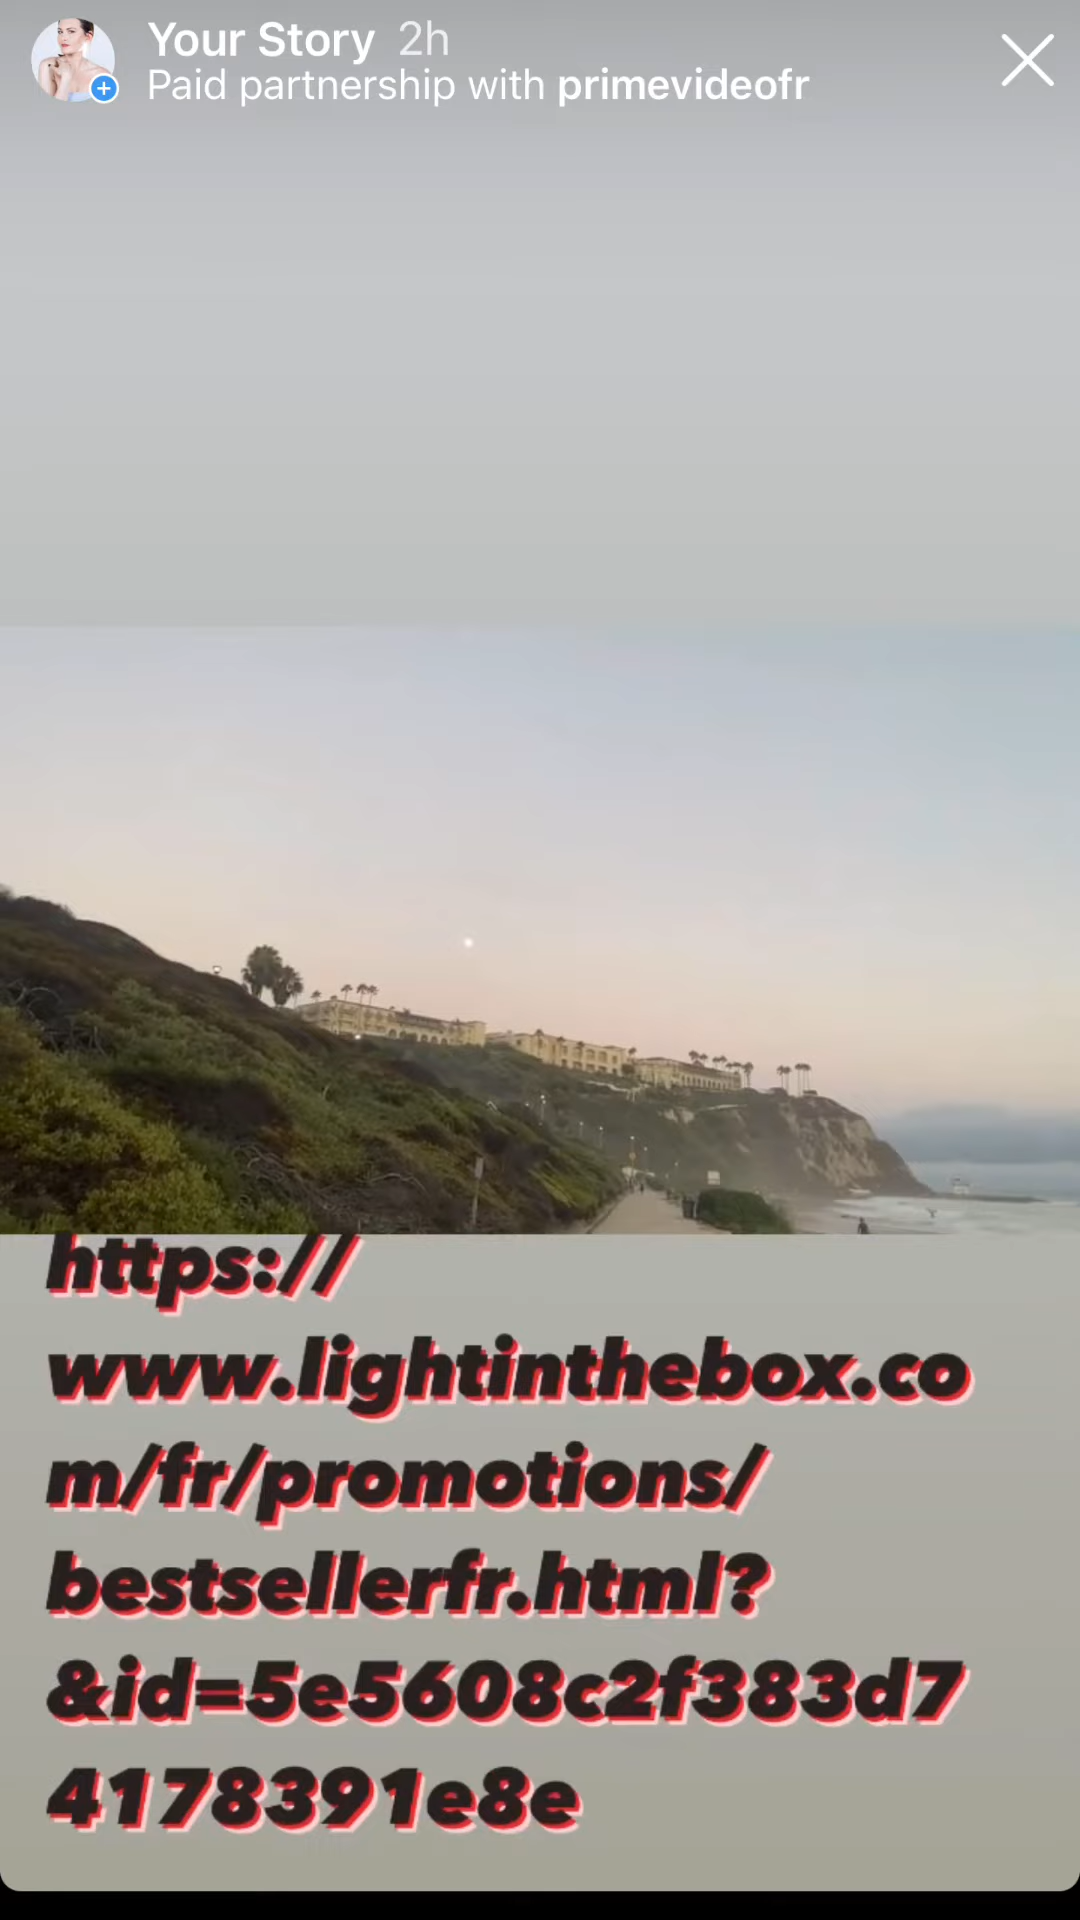 Your Story 2h
Paid partnership with primevideofr
https://
www.lightinthebox.co
m/fr/promotions/
bestsellerfr.html?
&id=5e5608c2f383d7
4178391e8e